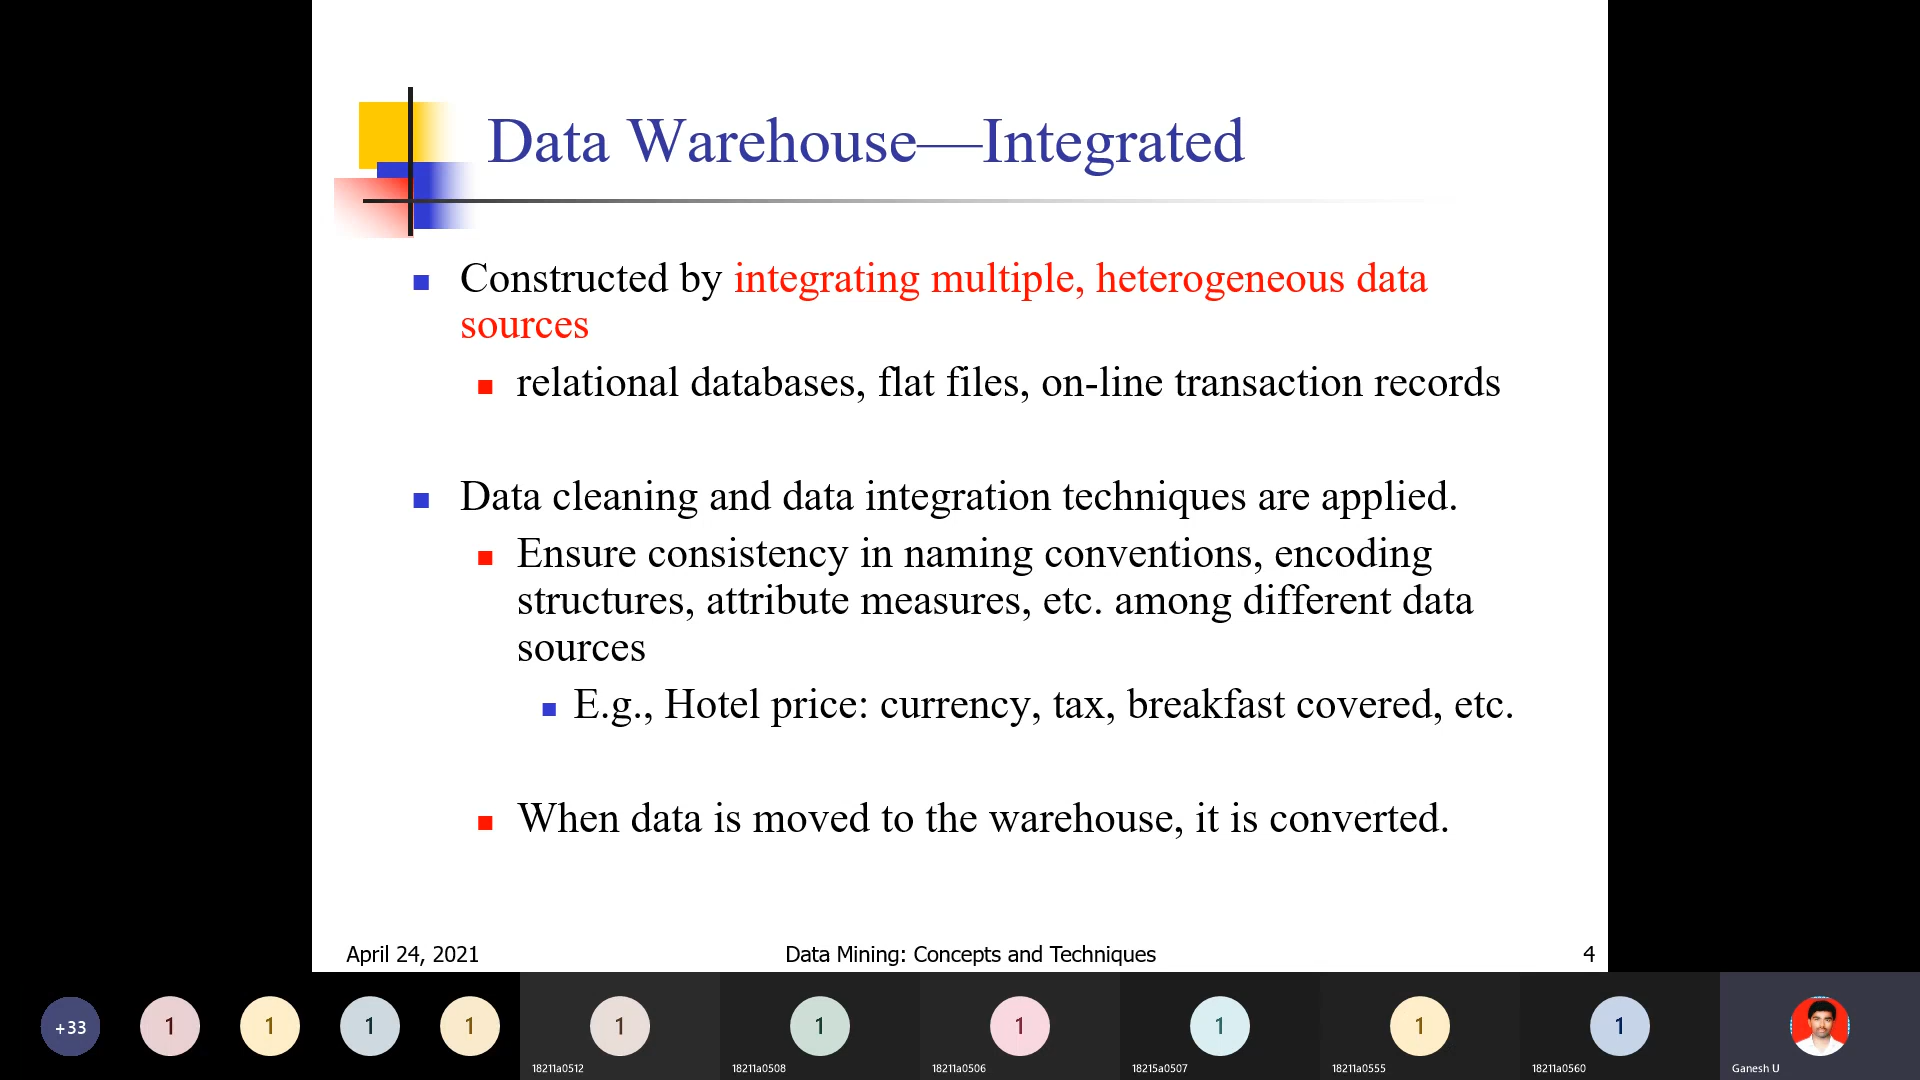 Data Warehouse—Integrated
Constructed by integrating multiple, heterogeneous data
sources
relational databases, flat files, on-line transaction records
Data cleaning and data integration techniques are applied.
Ensure consistency in naming conventions, encoding
structures, attribute measures, etc. among different data
sources
E.g., Hotel price: currency, tax, breakfast covered, etc.
When data is moved to the warehouse, it is converted.
April 24, 2021 Data Mining: Concepts and Techniques 4
+33 1 1 1 1 1 1 1 1 1 1
18211a0512 18211a0508 18211a0506 18215a0507 18211a0555 18211a0560 Ganesh U